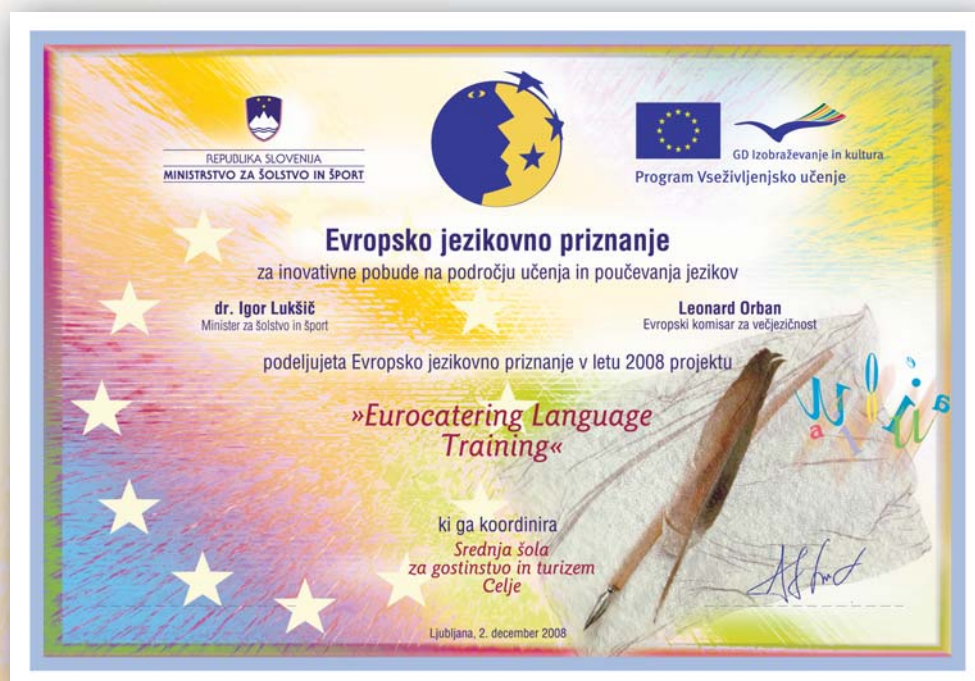 REPUBLIKA SLOVENIJA
MINISTRSTVO ZA ŠOLSTVO IN ŠPORT
GD Izobraževanje in kultura
Program Vseživljenjsko učenje
Evropsko jezikovno priznanje
za inovativne pobude na področju učenja in poučevanja jezikov
dr. Igor Lukšič
Minister za šolstvo in šport
Leonard Orban
Evropski komisar za večjezičnost
podeljujeta Evropsko jezikovno priznanje v letu 2008 projektu
»Eurocatering Language
Training«
ki ga koordinira
Srednja šola
za gostinstvo in turizem
Celje
Ljubljana, 2. december 2008